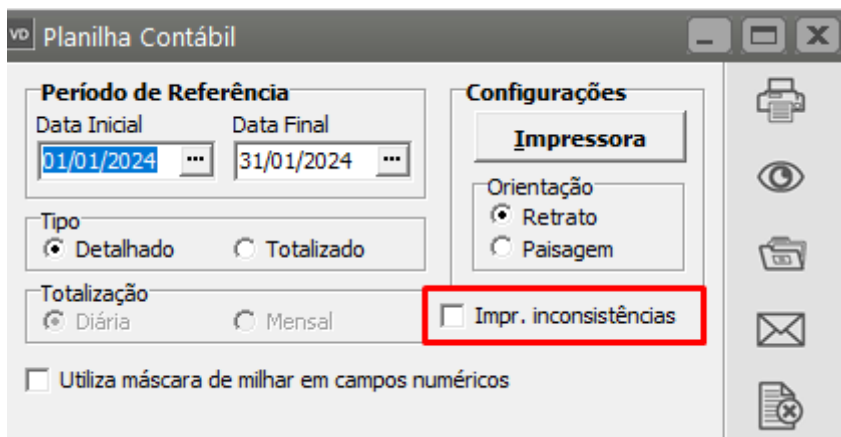 VD Planilha Contábil
Período de Referência
Data Inicial Data Final
01/01/2024 ... 31/01/2024 ...
Tipo
Detalhado Totalizado
Totalização
Diária Mensal
Utiliza máscara de milhar em campos numéricos
Configurações
Impressora
Orientação
Retrato
Paisagem
Impr. inconsistências